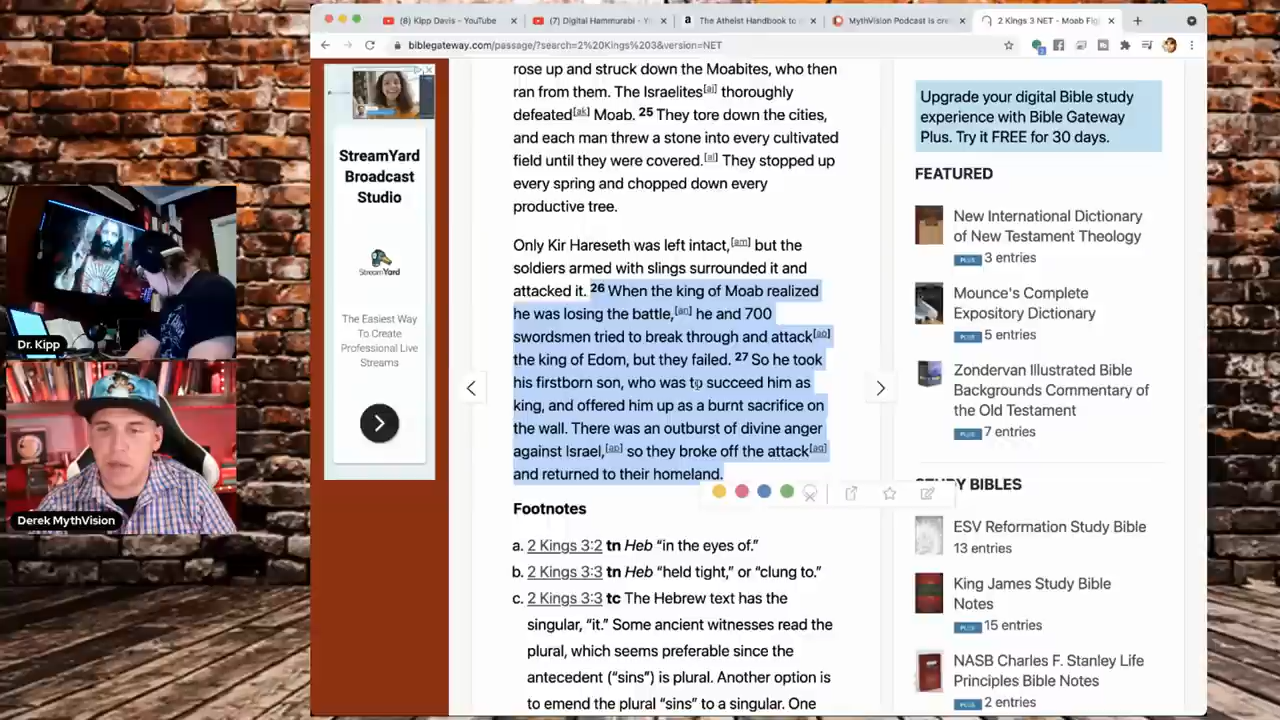 (8) Kipp Davis - YouTube
(7) Digital Hammurabi - Y
The Atheist Handbook to
MythVision Podcast is cre
2 Kings 3 NET - Moab Fig
biblegateway.com/passage/?search=2%20Kings%203&version=NET
StreamYard
Broadcast
Studio
StreamYard
The Easiest Way
To Create
Professional Live
Streams
Dr. Kipp
Derek MythVision
rose up and struck down the Moabites, who then
ran from them. The Israelites[aj] thoroughly
defeated[ak] Moab. 25 They tore down the cities,
and each man threw a stone into every cultivated
field until they were covered.[al] They stopped up
every spring and chopped down every
productive tree.
Only Kir Hareseth was left intact,[am] but the
soldiers armed with slings surrounded it and
attacked it. 26 When the king of Moab realized
he was losing the battle,[an] he and 700
swordsmen tried to break through and attack[ao]
the king of Edom, but they failed. 27 So he took
his firstborn son, who was to succeed him as
king, and offered him up as a burnt sacrifice on
the wall. There was an outburst of divine anger
against Israel,[ap] so they broke off the attack[aq]
and returned to their homeland.
Footnotes
a. 2 Kings 3:2 tn Heb “in the eyes of.”
b. 2 Kings 3:3 tn Heb “held tight,” or “clung to.”
c. 2 Kings 3:3 tc The Hebrew text has the
singular, “it.” Some ancient witnesses read the
plural, which seems preferable since the
antecedent (“sins”) is plural. Another option is
to emend the plural “sins” to a singular. One
Upgrade your digital Bible study
experience with Bible Gateway
Plus. Try it FREE for 30 days.
FEATURED
New International Dictionary
of New Testament Theology
PLUS 3 entries
Mounce's Complete
Expository Dictionary
PLUS 4 entries
Zondervan Illustrated Bible
Backgrounds Commentary of
the Old Testament
PLUS 7 entries
STUDY BIBLES
ESV Reformation Study Bible
13 entries
King James Study Bible
Notes
PLUS 15 entries
NASB Charles F. Stanley Life
Principles Bible Notes
PLUS 2 entries